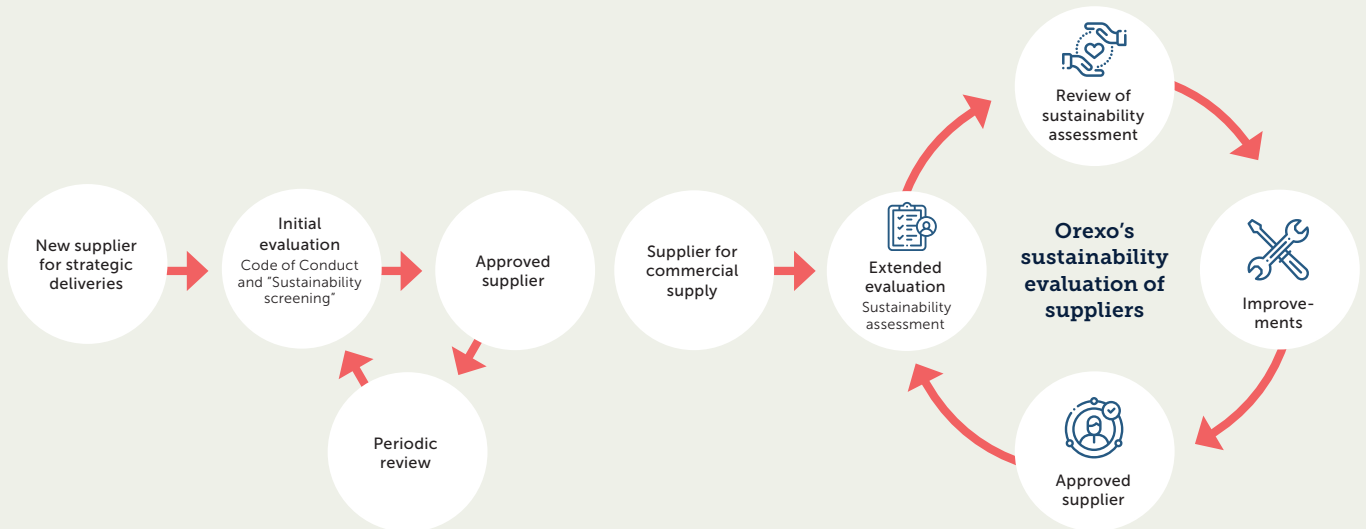 New supplier
for strategic
deliveries
Initial
evaluation
Code of Conduct
and “Sustainability
screening”
Approved
supplier
Periodic
review
Supplier for
commercial
supply
Extended
evaluation
Sustainability
assessment
Review of
sustainability
assessment
Orexo’s
sustainability
evaluation of
suppliers
Improve-
ments
Approved
supplier